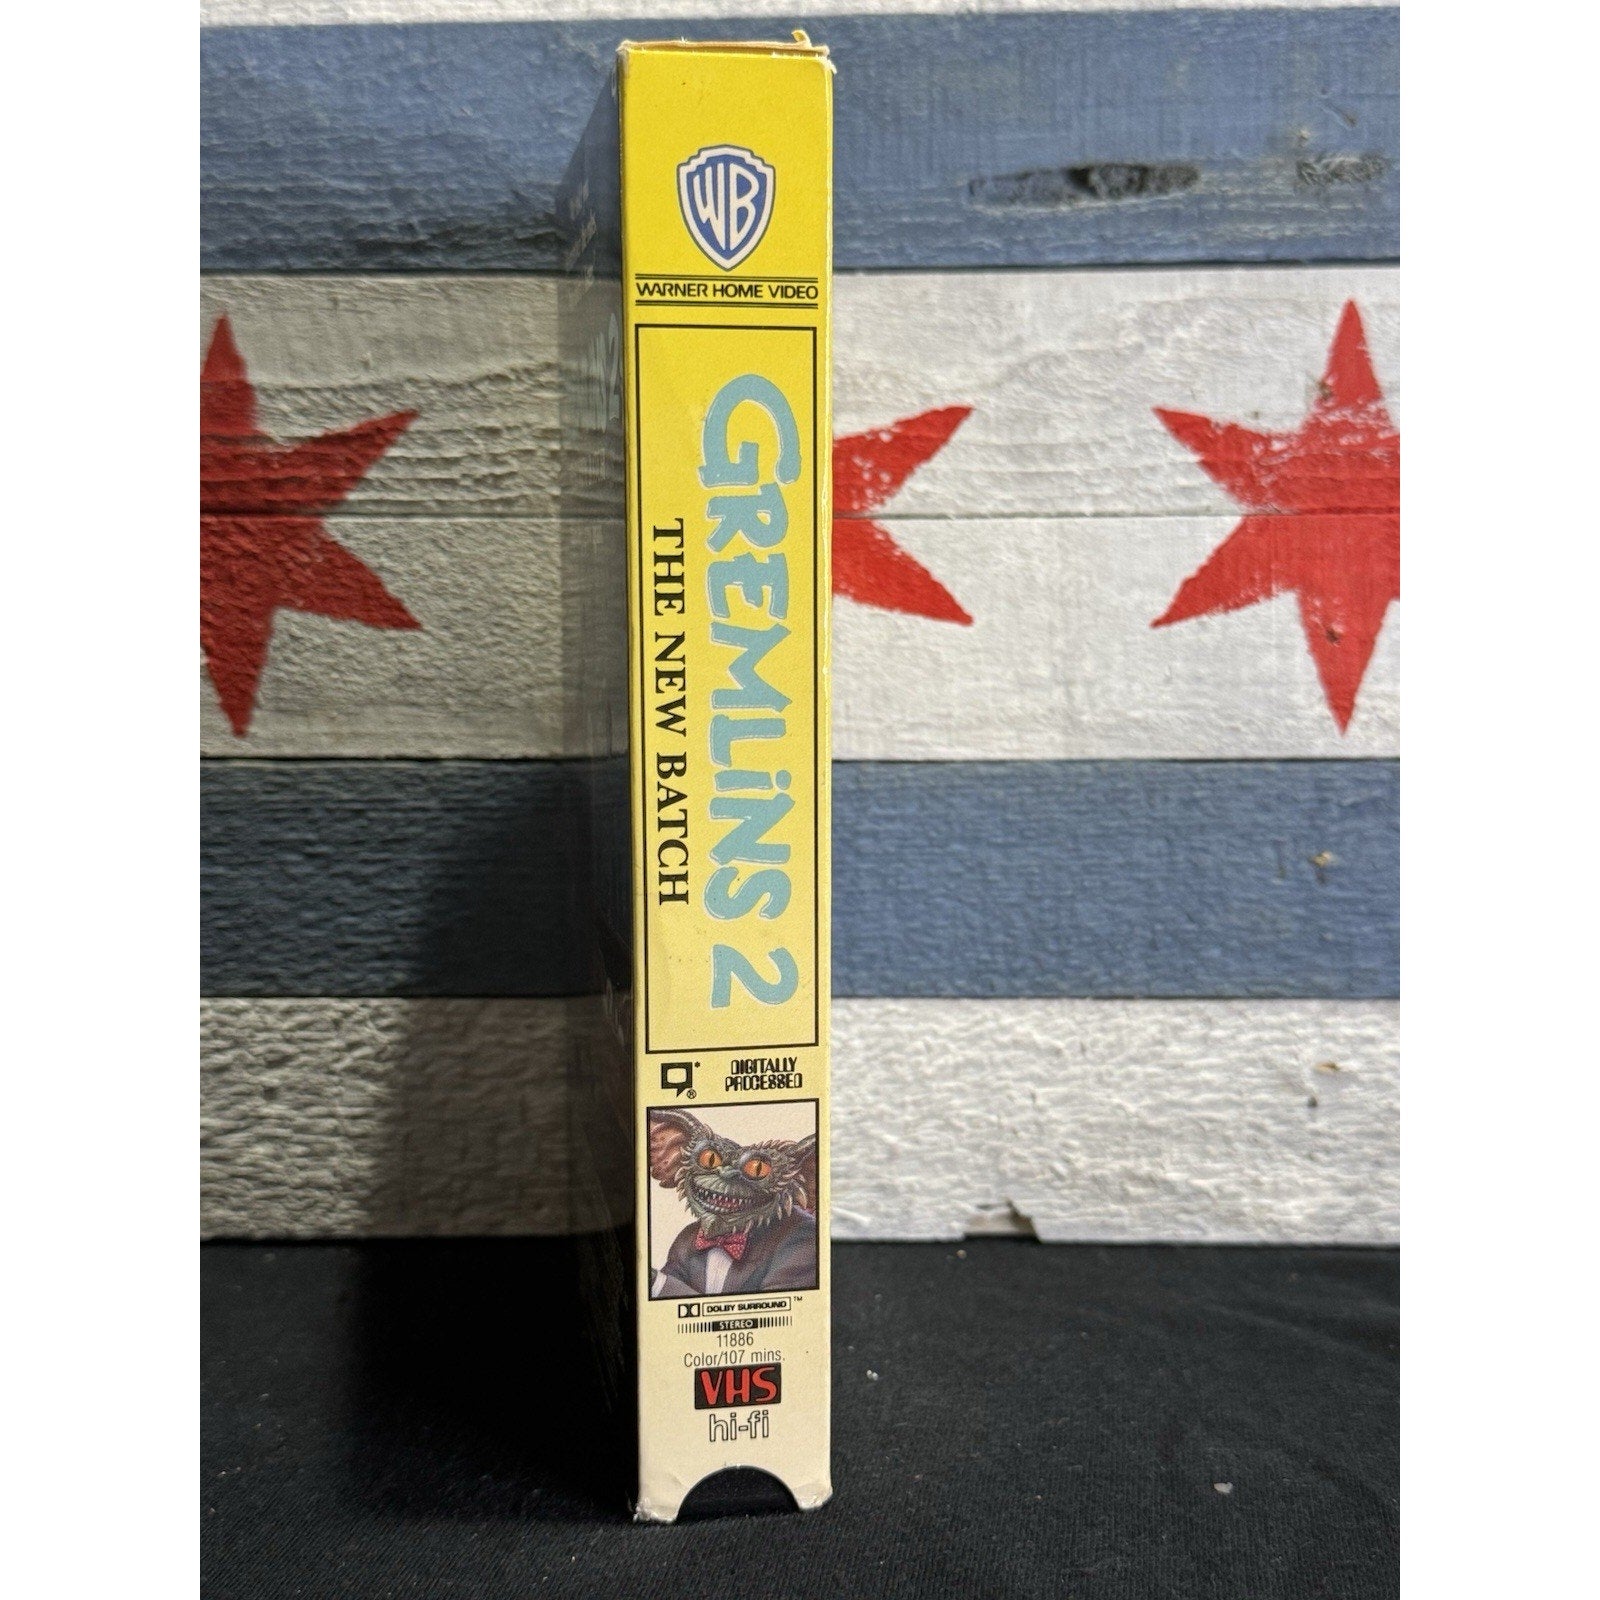 WB
WARNER HOME VIDEO
GREMLiNS 2
THE NEW BATCH
DIGITALLY
PROCESSED
DOLBY SURROUND™
STEREO
11886
Color/107 mins.
VHS
hi-fi